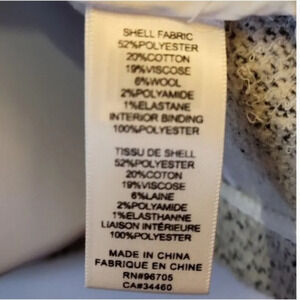 SHELL FABRIC
52%POLYESTER
20%COTTON
19%VISCOSE
6%WOOL
2%POLYAMIDE
1%ELASTANE
INTERIOR BINDING
100%POLYESTER
TISSU DE SHELL
52%POLYESTER
20%COTON
19%VISCOSE
6%LAINE
2%POLYAMIDE
1%ELASTHANNE
LIAISON INTÉRIEURE
100%POLYESTER
MADE IN CHINA
FABRIQUE EN CHINE
RN#96705
CA#34460